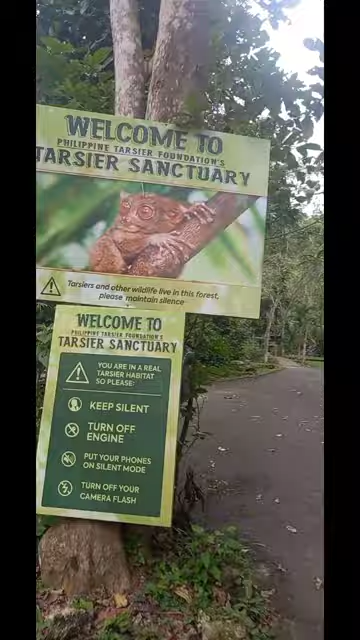 WELCOME TO
PHILIPPINE TARSIER FOUNDATION'S
TARSIER SANCTUARY
Tarsiers and other wildlife live in this forest,
please maintain silence
WELCOME TO
PHILIPPINE TARSIER FOUNDATION'S
TARSIER SANCTUARY
YOU ARE IN A REAL
TARSIER HABITAT
SO PLEASE:
KEEP SILENT
TURN OFF
ENGINE
PUT YOUR PHONES
ON SILENT MODE
TURN OFF YOUR
CAMERA FLASH